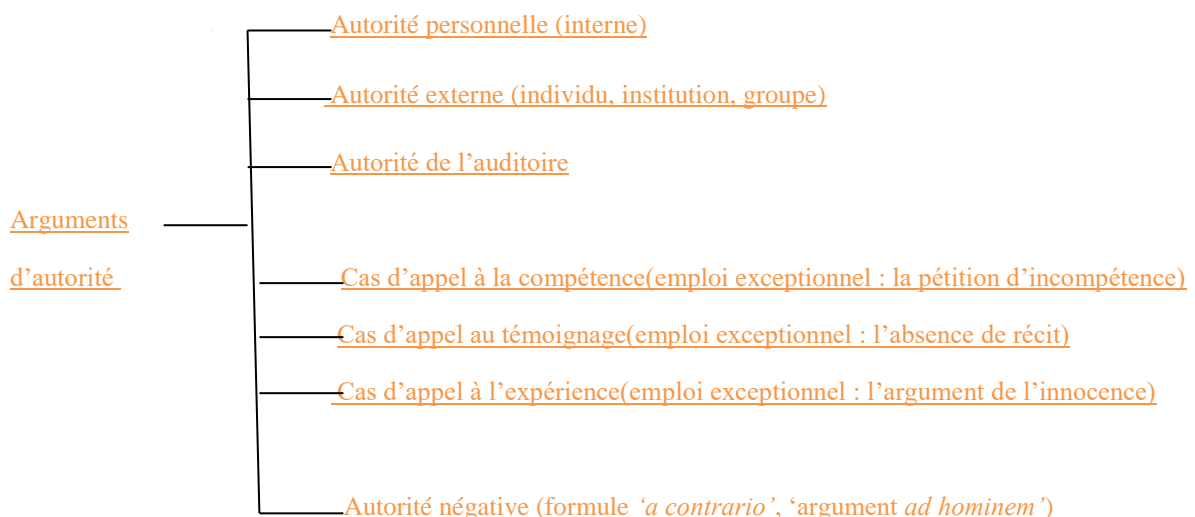 Autorité personnelle (interne)
Autorité externe (individu, institution, groupe)
Autorité de l’auditoire
Arguments
d’autorité
Cas d’appel à la compétence(emploi exceptionnel : la pétition d’incompétence)
Cas d’appel au témoignage(emploi exceptionnel : l’absence de récit)
Cas d’appel à l’expérience(emploi exceptionnel : l’argument de l’innocence)
Autorité négative (formule ‘a contrario’, ‘argument ad hominem’)